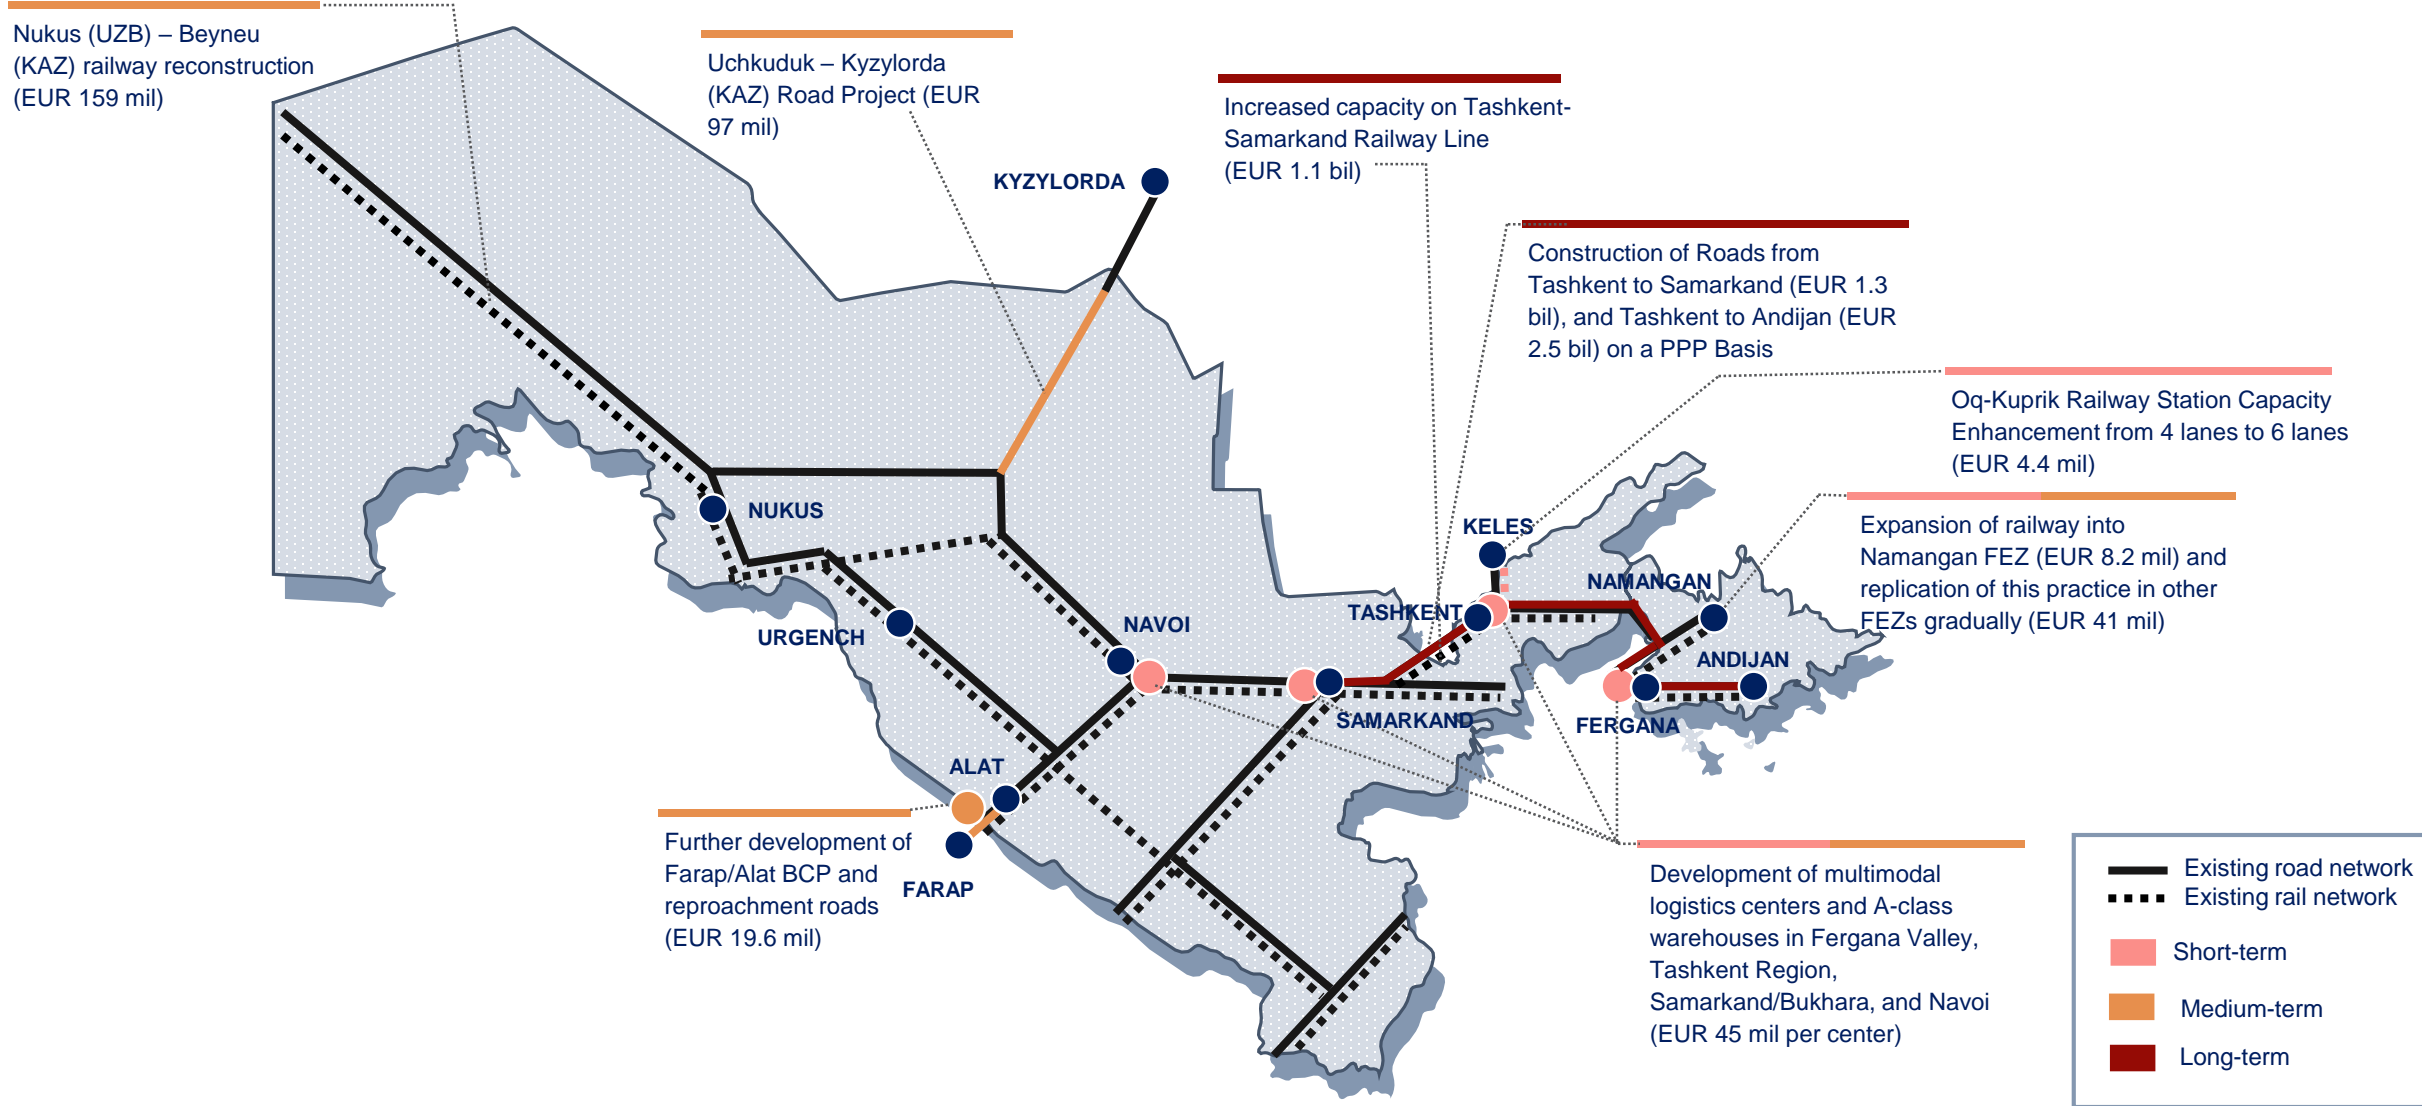 Nukus (UZB) – Beyneu
(KAZ) railway reconstruction
(EUR 159 mil)
Uchkuduk – Kyzylorda
(KAZ) Road Project (EUR
97 mil)
Increased capacity on Tashkent-
Samarkand Railway Line
(EUR 1.1 bil)
KYZYLORDA
Construction of Roads from
Tashkent to Samarkand (EUR 1.3
bil), and Tashkent to Andijan (EUR
2.5 bil) on a PPP Basis
Oq-Kuprik Railway Station Capacity
Enhancement from 4 lanes to 6 lanes
(EUR 4.4 mil)
Expansion of railway into
Namangan FEZ (EUR 8.2 mil) and
replication of this practice in other
FEZs gradually (EUR 41 mil)
NUKUS
KELES
NAMANGAN
TASHKENT
URGENCH
NAVOI
ANDIJAN
SAMARKAND
FERGANA
ALAT
FARAP
Further development of
Farap/Alat BCP and
reproachment roads
(EUR 19.6 mil)
Development of multimodal
logistics centers and A-class
warehouses in Fergana Valley,
Tashkent Region,
Samarkand/Bukhara, and Navoi
(EUR 45 mil per center)
Existing road network
Existing rail network
Short-term
Medium-term
Long-term